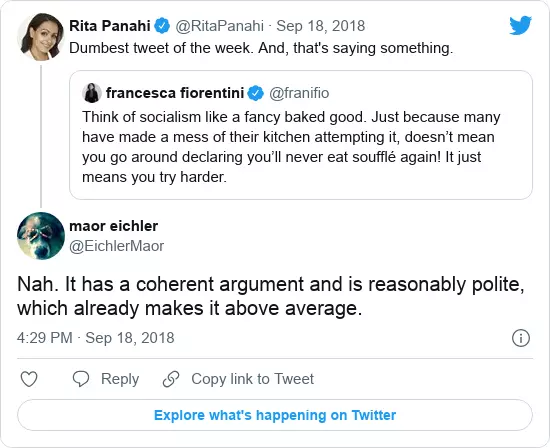 Rita Panahi @RitaPanahi · Sep 18, 2018
Dumbest tweet of the week. And, that's saying something.
francesca fiorentini @franifio
Think of socialism like a fancy baked good. Just because many
have made a mess of their kitchen attempting it, doesn’t mean
you go around declaring you’ll never eat soufflé again! It just
means you try harder.
maor eichler
@EichlerMaor
Nah. It has a coherent argument and is reasonably polite,
which already makes it above average.
4:29 PM · Sep 18, 2018
Reply Copy link to Tweet
Explore what's happening on Twitter